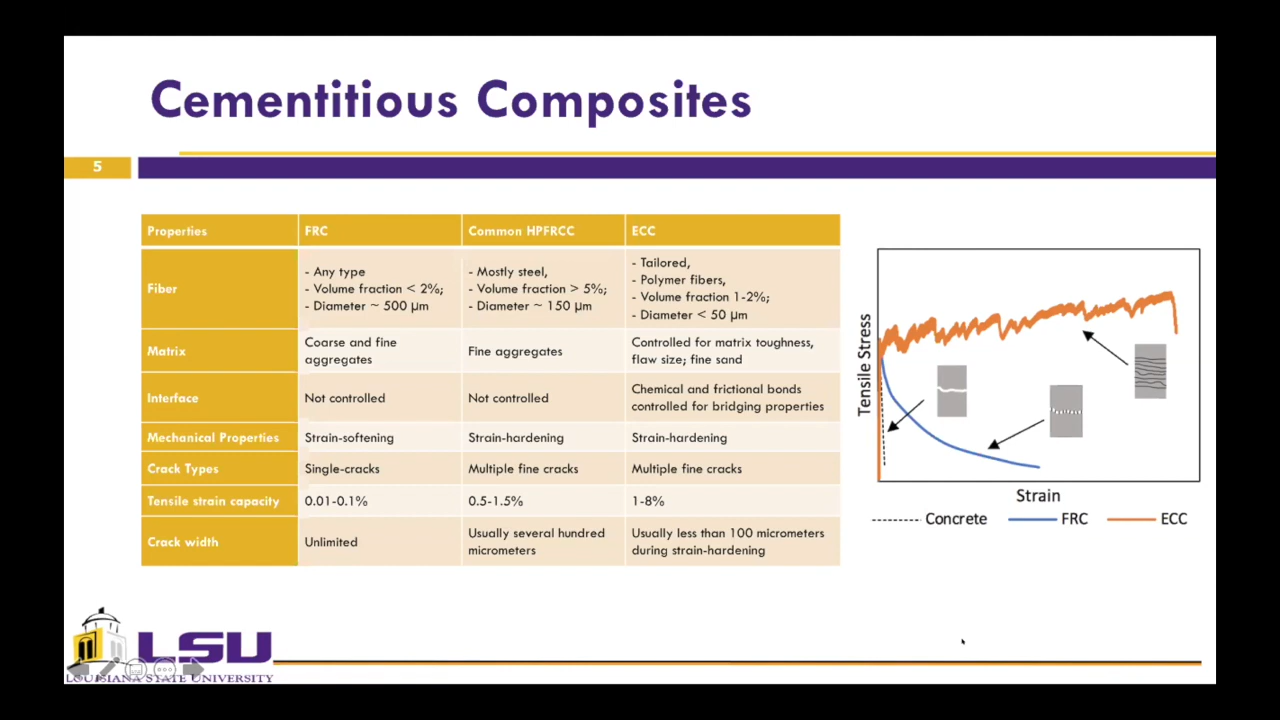 Cementitious Composites
5
Properties
FRC
Common HPFRCC
ECC
Fiber
- Any type
- Volume fraction < 2%;
- Diameter ~ 500 µm
- Mostly steel,
- Volume fraction > 5%;
- Diameter ~ 150 µm
- Tailored,
- Polymer fibers,
- Volume fraction 1-2%;
- Diameter < 50 µm
Matrix
Coarse and fine
aggregates
Fine aggregates
Controlled for matrix toughness,
flaw size; fine sand
Interface
Not controlled
Not controlled
Chemical and frictional bonds
controlled for bridging properties
Mechanical Properties
Strain-softening
Strain-hardening
Strain-hardening
Crack Types
Single-cracks
Multiple fine cracks
Multiple fine cracks
Tensile strain capacity
0.01-0.1%
0.5-1.5%
1-8%
Crack width
Unlimited
Usually several hundred
micrometers
Usually less than 100 micrometers
during strain-hardening
Tensile Stress
Strain
Concrete
FRC
ECC
LSU
LOUISIANA STATE UNIVERSITY